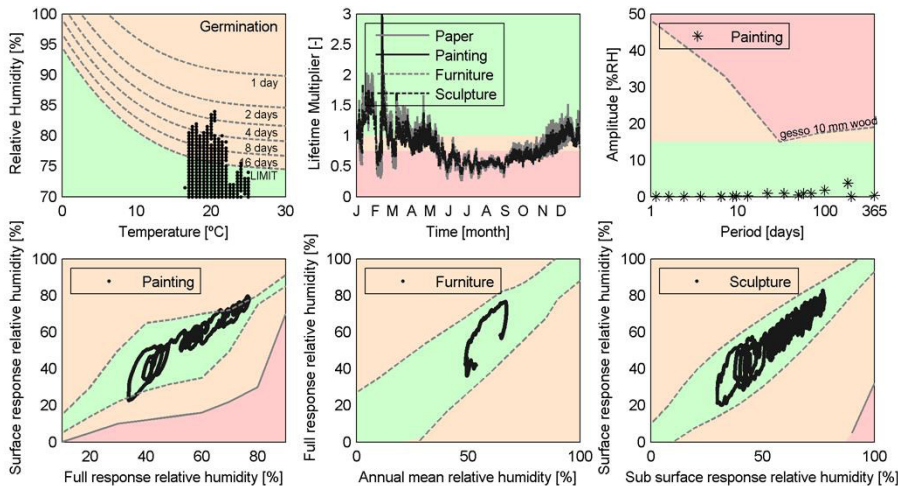 Relative Humidity [%]
100
95
90
85
80
75
70
Germination
1 day
2 days
4 days
8 days
16 days
LIMIT
0 10 20 30
Temperature [ºC]
Lifetime Multiplier [-]
3
2.5
2
1.5
1
0.5
0
Paper
Painting
Furniture
Sculpture
J F M A M J J A S O N D
Time [month]
Amplitude [%RH]
50
40
30
20
10
0
Painting
gesso 10 mm wood
1 10 100 365
Period [days]
Surface response relative humidity [%]
100
80
60
40
20
0
Painting
20 40 60 80
Full response relative humidity [%]
Full response relative humidity [%]
100
80
60
40
20
0
Furniture
0 50 100
Annual mean relative humidity [%]
Surface response relative humidity [%]
100
80
60
40
20
0
Sculpture
0 50 100
Sub surface response relative humidity [%]